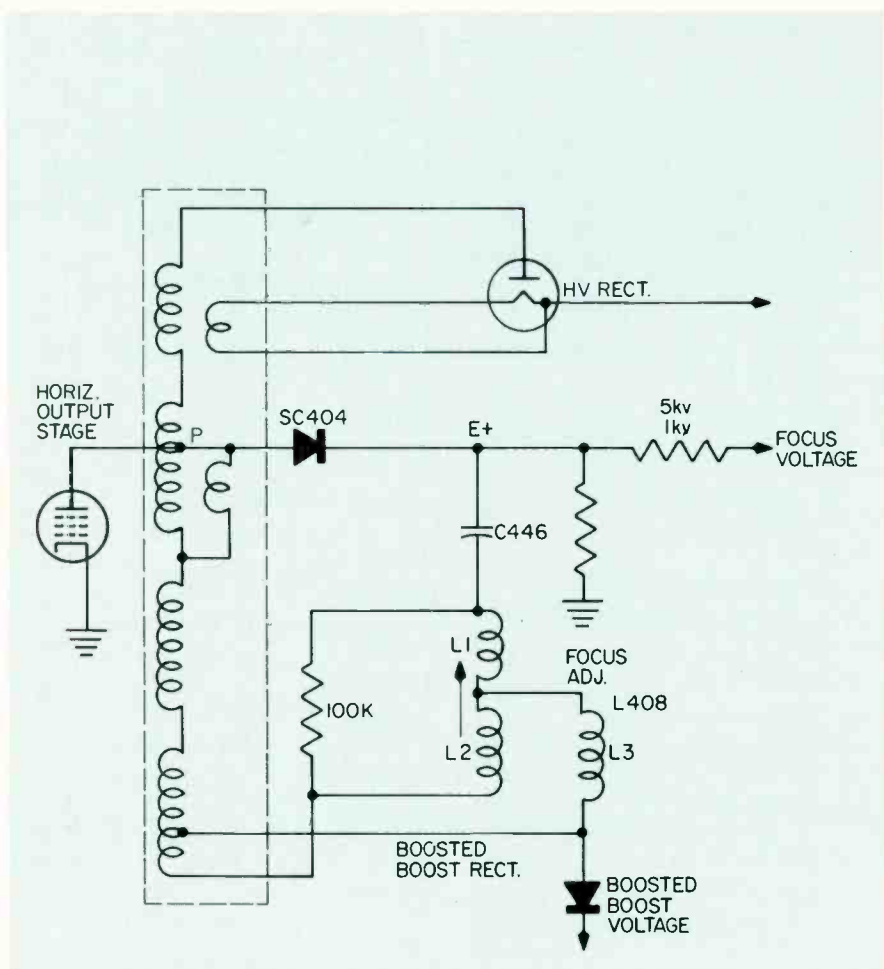 HV RECT.
HORIZ.
OUTPUT
STAGE
P
SC404
E+
5kv
1kv
FOCUS
VOLTAGE
C446
L1
FOCUS
ADJ.
L408
100K
L2
L3
BOOSTED
BOOST RECT.
BOOSTED
BOOST
VOLTAGE